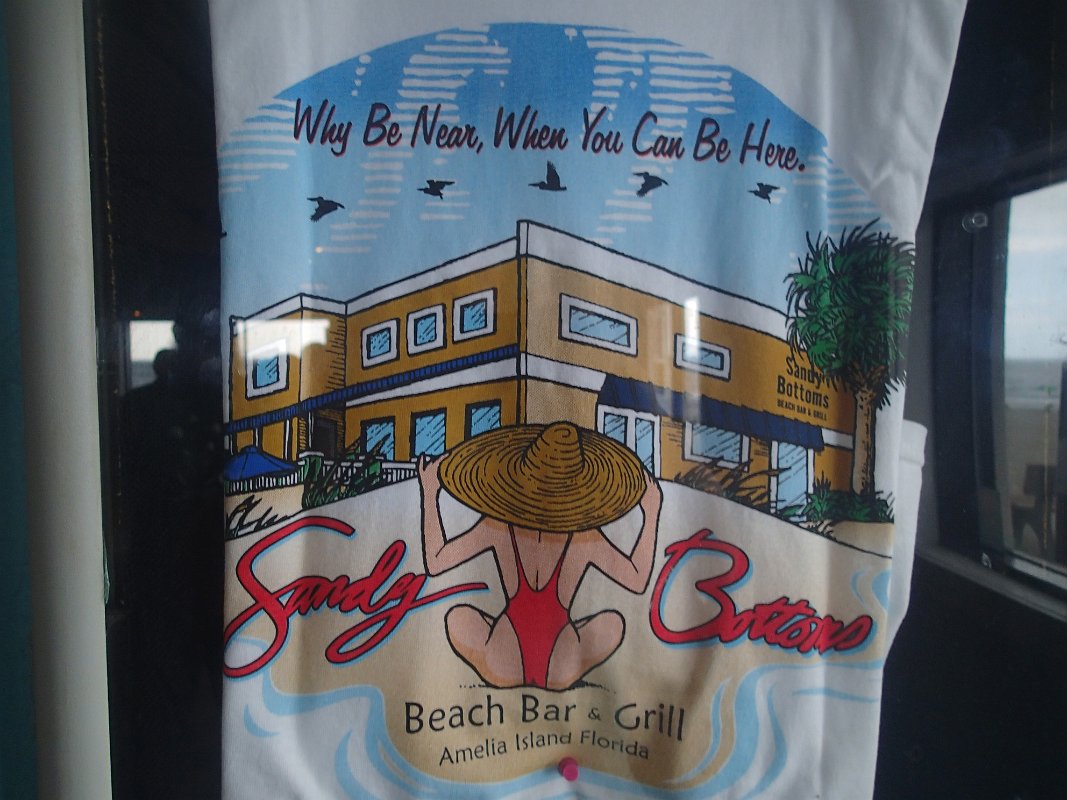 Why Be Near, When You Can Be Here.
Sandy
Bottoms
BEACH BAR & GRILL
Sandy Bottoms
Beach Bar & Grill
Amelia Island Florida